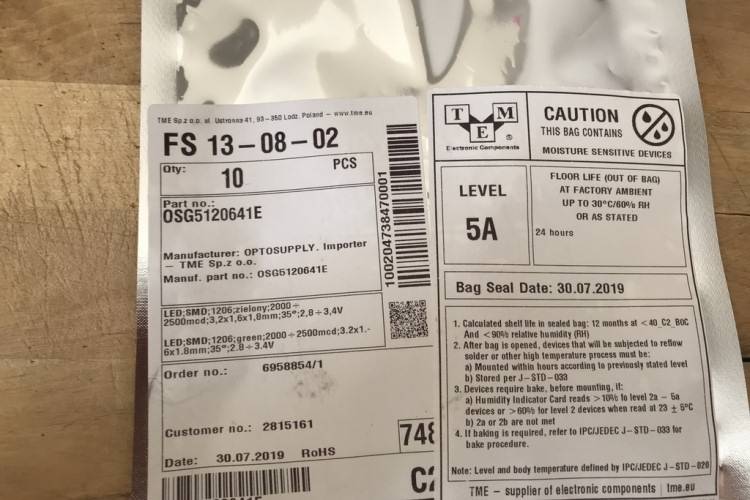 TME Sp.z o.o. ul. Ustronna 41, 93-350 Lodz. Poland - www.tme.eu
FS 13-08-02
Qty:
10 PCS
Part no.:
OSG5120641E
Manufacturer: OPTOSUPPLY. Importer
- TME Sp.z o.o.
Manuf. part no.: OSG5120641E
1002047384700001
LED;SMD;1206;zielony;2000÷
2500mcd;3,2x1,6x1,8mm;35°;2,8÷3,4V
LED;SMD;1206;green;2000÷2500mcd;3.2x1.-
6x1.8mm;35°;2.8÷3.4V
Order no.: 6958854/1
Customer no.: 2815161
Date: 30.07.2019 RoHS
748
T M
E ®
Electronic Components
CAUTION
THIS BAG CONTAINS
MOISTURE SENSITIVE DEVICES
LEVEL
5A
FLOOR LIFE (OUT OF BAG)
AT FACTORY AMBIENT
UP TO 30°C/60% RH
OR AS STATED
24 hours
Bag Seal Date: 30.07.2019
1. Calculated shelf life in sealed bag: 12 months at <40_C2_B0C
And <90% relative humidity (RH)
2. After bag is opened, devices that will be subjected to reflow
solder or other high temperature process must be:
a) Mounted within hours according to previously stated level
b) Stored per J-STD-033
3. Devices require bake, before mounting, if:
a) Humidity Indicator Card reads >10% fo level 2a - 5a
devices or >60% for level 2 devices when read at 23 ± 5°C
b) 2a or 2b are not met
4. If baking is required, refer to IPC/JEDEC J-STD-033 for
bake procedure.
Note: Level and body temperature defined by IPC/JEDEC J-STD-020
TME - supplier of electronic components tme.eu